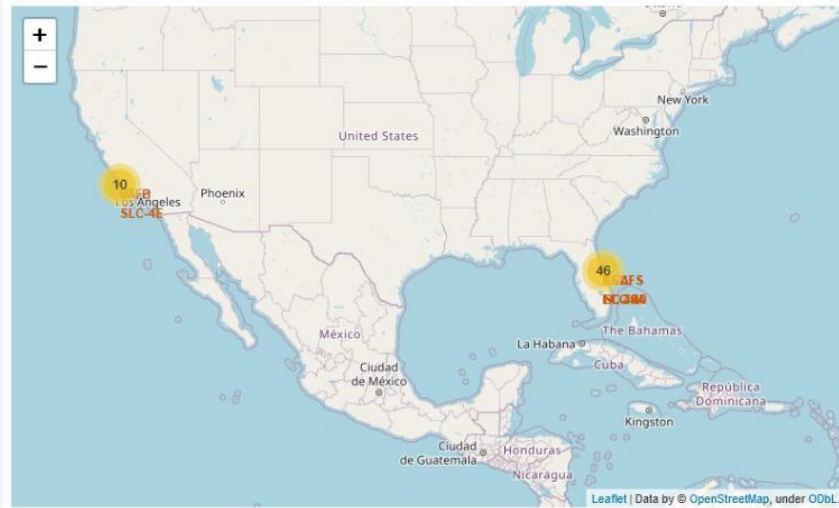 +
−
Ottawa
New York
Washington
United States
10
Phoenix
Los Angeles
SLC-4E
46
The Bahamas
La Habana
Cuba
México
Ciudad
de México
República
Dominicana
Kingston
Ciudad
de Guatemala
Honduras
Nicaragua
Leaflet | Data by © OpenStreetMap, under ODbL.